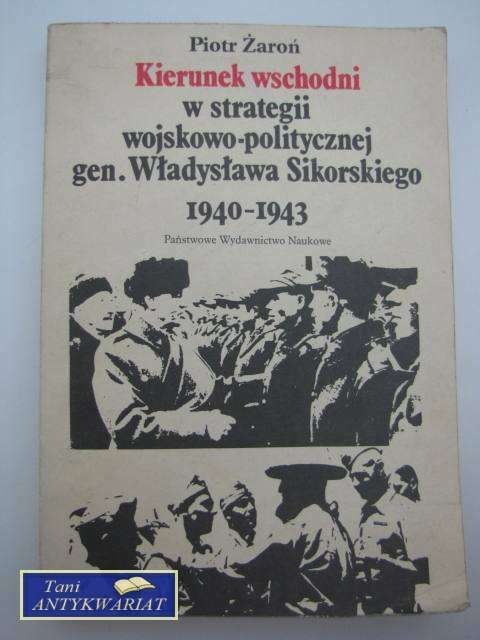 Piotr Żaroń
Kierunek wschodni
w strategii
wojskowo-politycznej
gen. Władysława Sikorskiego
1940-1943
Państwowe Wydawnictwo Naukowe
Tani
ANTYKWARIAT